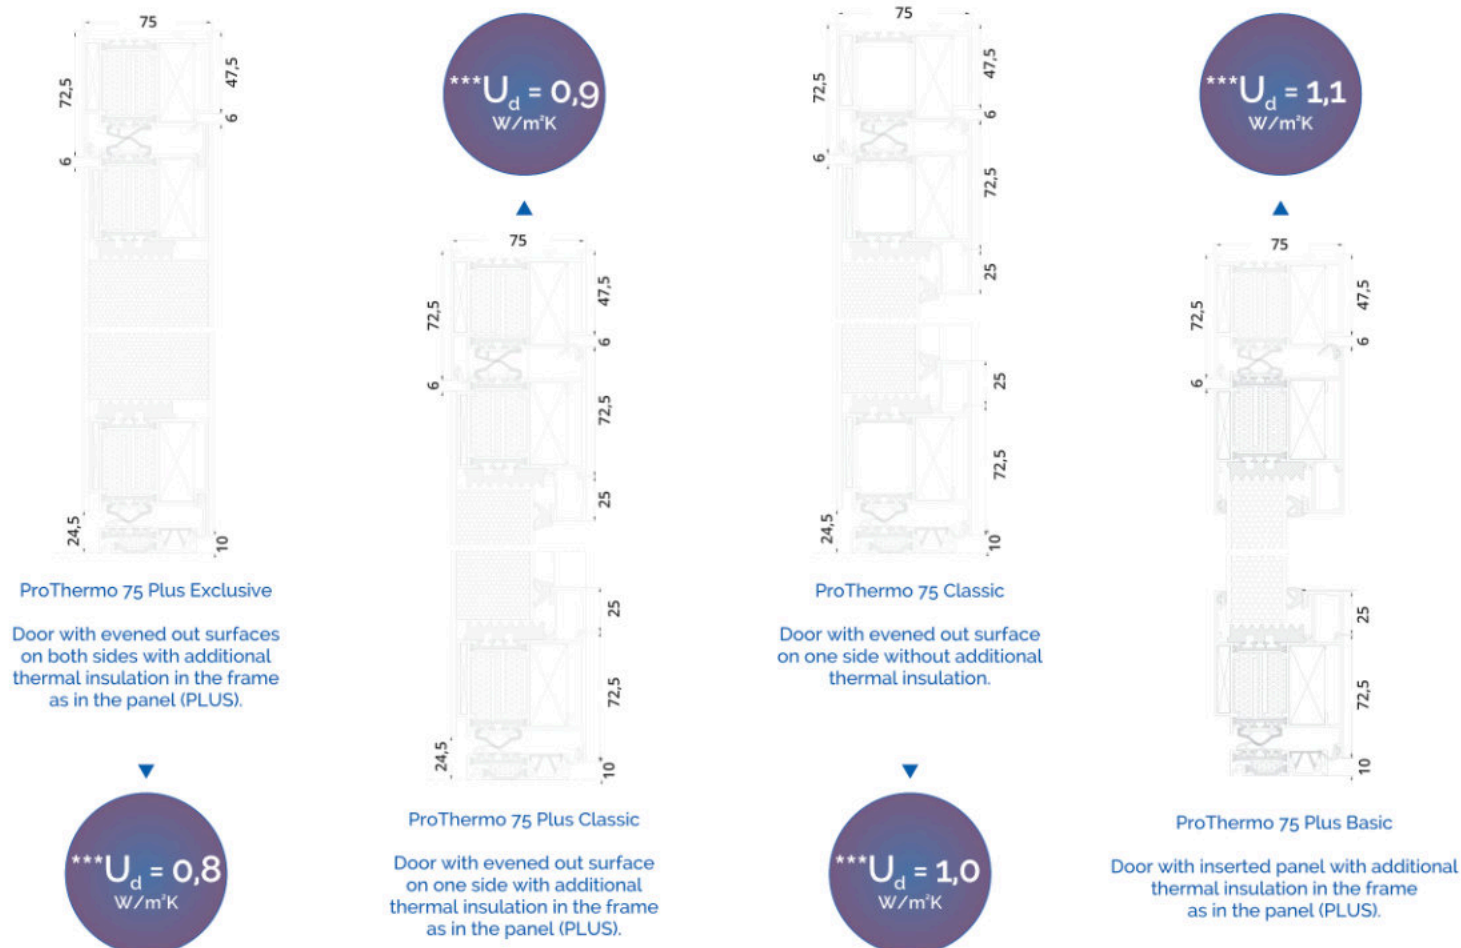 75
72,5
47,5
6
6
24,5
10
ProThermo 75 Plus Exclusive
Door with evened out surfaces
on both sides with additional
thermal insulation in the frame
as in the panel (PLUS).
***Ud = 0,8
W/m²K
***Ud = 0,9
W/m²K
75
72,5
47,5
6
6
72,5
25
25
72,5
24,5
10
ProThermo 75 Plus Classic
Door with evened out surface
on one side with additional
thermal insulation in the frame
as in the panel (PLUS).
75
72,5
47,5
6
6
72,5
25
25
72,5
24,5
10
ProThermo 75 Classic
Door with evened out surface
on one side without additional
thermal insulation.
***Ud = 1,0
W/m²K
***Ud = 1,1
W/m²K
75
72,5
47,5
6
6
25
72,5
10
ProThermo 75 Plus Basic
Door with inserted panel with additional
thermal insulation in the frame
as in the panel (PLUS).